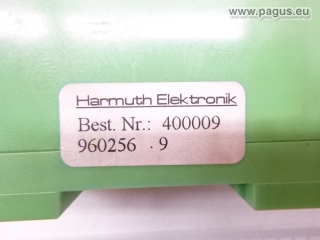 www.pagus.eu
Harmuth Elektronik
Best. Nr.: 400009
960256 . 9